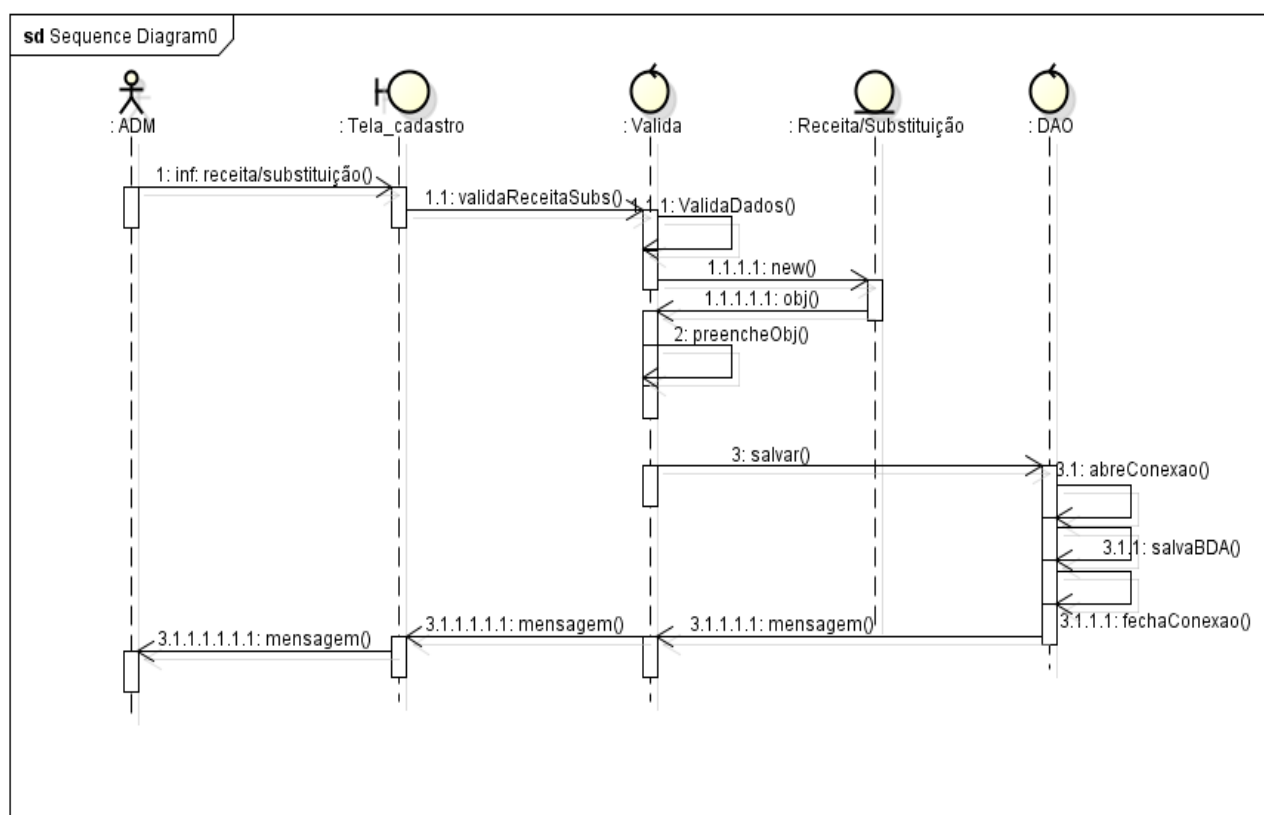 sd Sequence Diagram0
: ADM
: Tela_cadastro
: Valida
: Receita/Substituição
: DAO
1: inf: receita/substituição()
1.1: validaReceitaSubs()
1.1.1: ValidaDados()
1.1.1.1: new()
1.1.1.1.1: obj()
2: preencheObj()
3: salvar()
3.1: abreConexao()
3.1.1: salvaBDA()
3.1.1.1: fechaConexao()
3.1.1.1.1: mensagem()
3.1.1.1.1.1: mensagem()
3.1.1.1.1.1.1: mensagem()